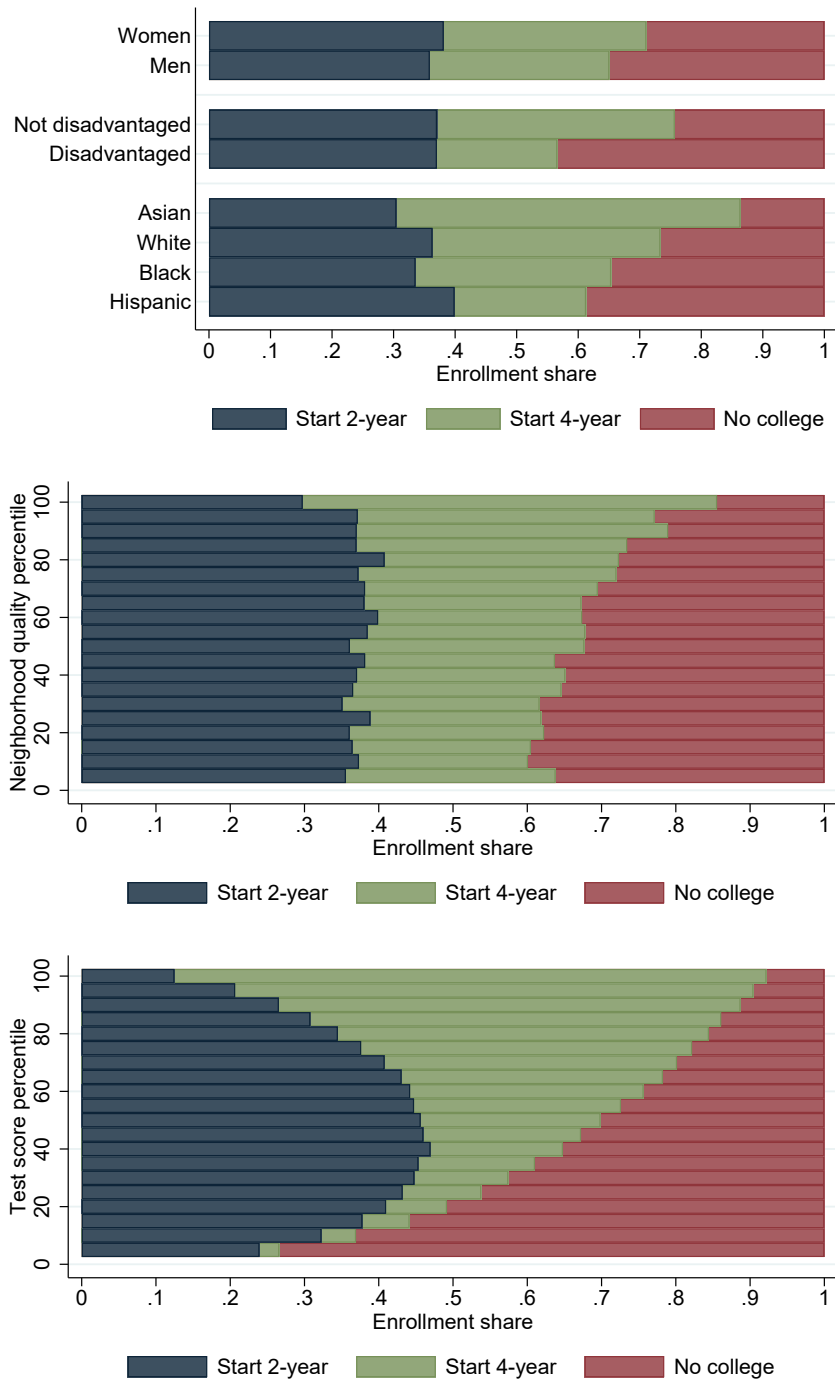 Women
Men
Not disadvantaged
Disadvantaged
Asian
White
Black
Hispanic
0 .1 .2 .3 .4 .5 .6 .7 .8 .9 1
Enrollment share
Start 2-year Start 4-year No college
Neighborhood quality percentile
100
80
60
40
20
0
0 .1 .2 .3 .4 .5 .6 .7 .8 .9 1
Enrollment share
Start 2-year Start 4-year No college
Test score percentile
100
80
60
40
20
0
0 .1 .2 .3 .4 .5 .6 .7 .8 .9 1
Enrollment share
Start 2-year Start 4-year No college